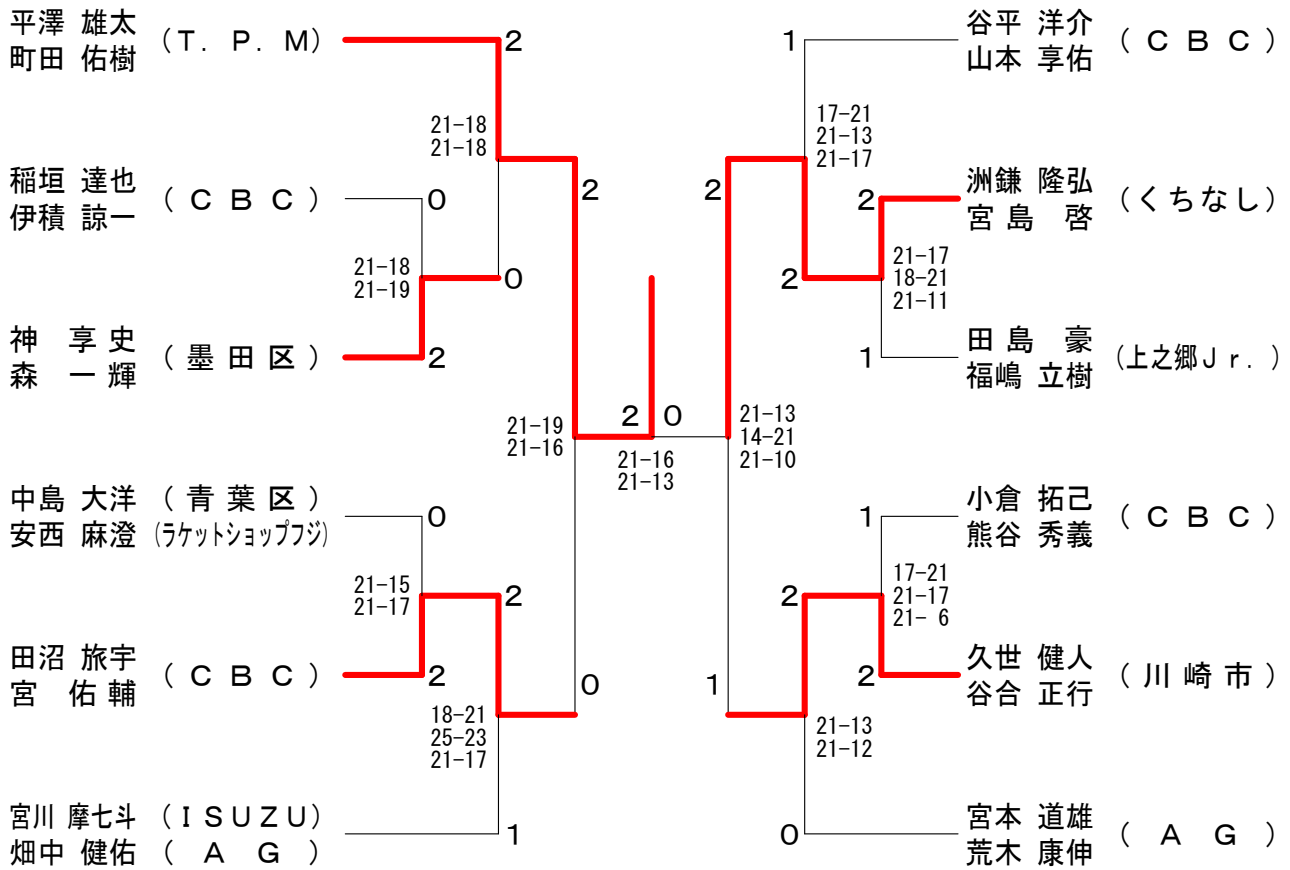 平澤 雄太
町田 佑樹
(T. P. M)
2
21-18
21-18
稲垣 達也
伊積 諒一
( C B C )
0
21-18
21-19
0
神 享史
森 一輝
( 墨田区 )
2
2
21-19
21-16
中島 大洋 ( 青葉区 )
安西 麻澄 (ラケットショップフジ)
0
21-15
21-17
2
田沼 旅宇
宮 佑輔
( C B C )
2
0
18-21
25-23
21-17
宮川 摩七斗 (ISUZU)
畑中 健佑 ( A G )
1
2 0
21-16
21-13
1
谷平 洋介
山本 享佑
( C B C )
17-21
21-13
21-17
2
2
洲鎌 隆弘
宮島 啓
(くちなし)
2
21-17
18-21
21-11
1
田島 豪
福嶋 立樹
(上之郷Jr. )
21-13
14-21
21-10
1
小倉 拓己
熊谷 秀義
( C B C )
2
17-21
21-17
21- 6
1
2
久世 健人
谷合 正行
( 川崎市 )
21-13
21-12
0
宮本 道雄
荒木 康伸
( A G )